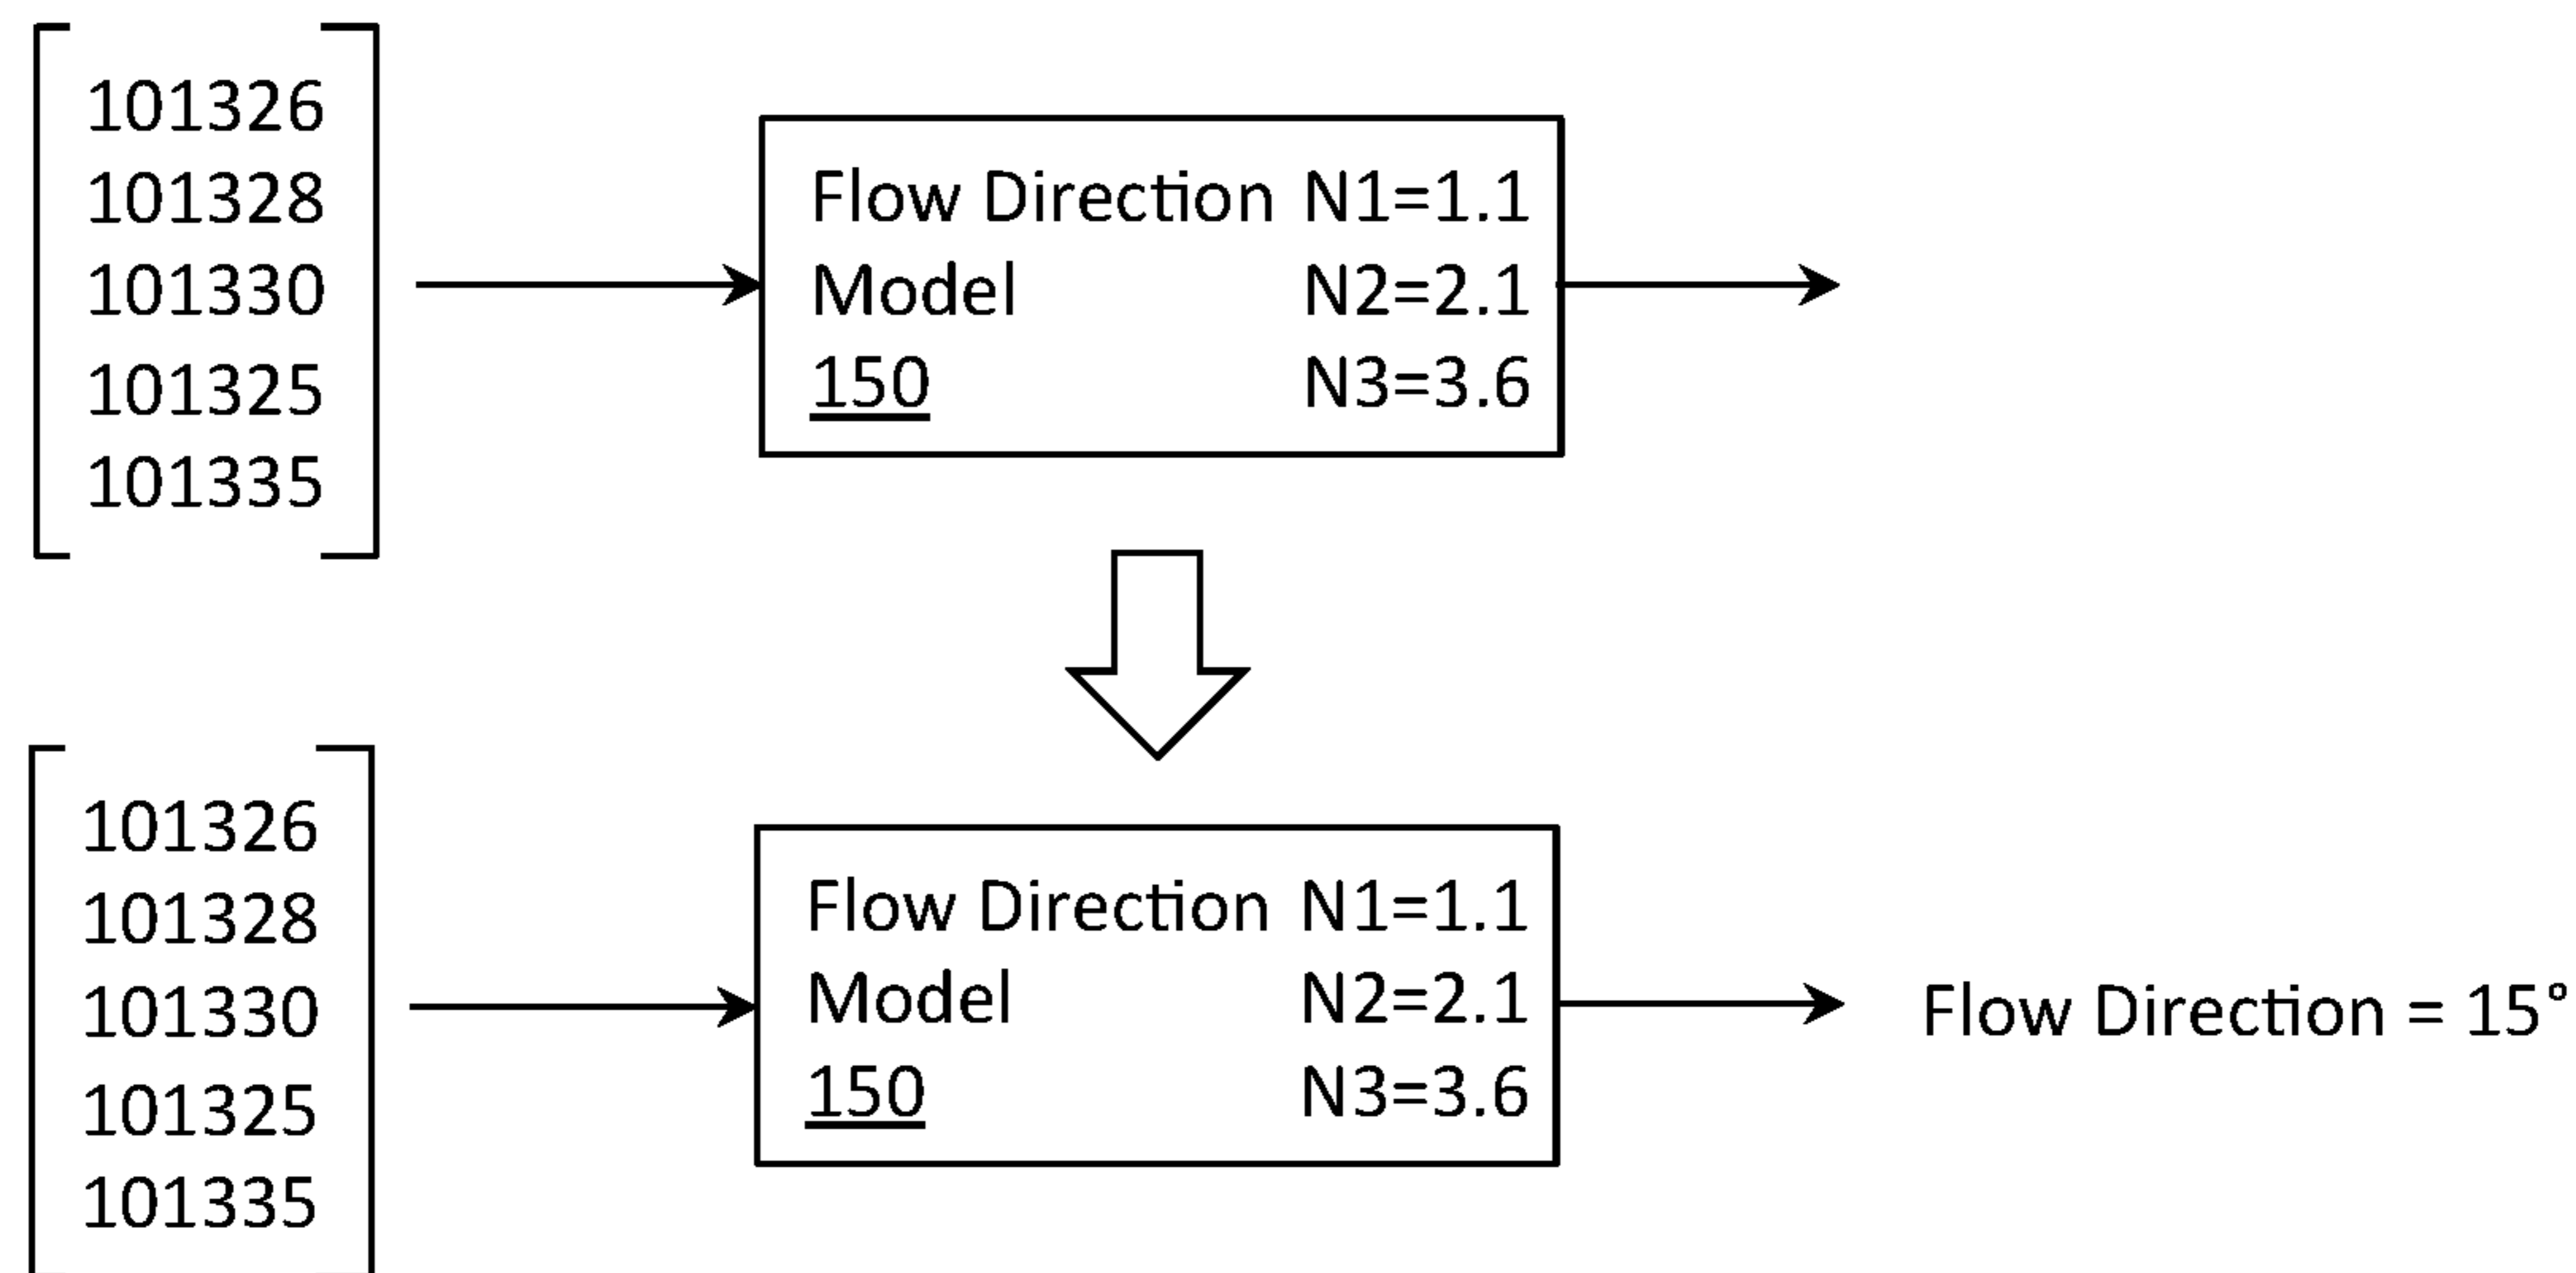 101326
101328
101330
101325
101335
Flow Direction N1=1.1
Model N2=2.1
150 N3=3.6
101326
101328
101330
101325
101335
Flow Direction N1=1.1
Model N2=2.1
150 N3=3.6
Flow Direction = 15°